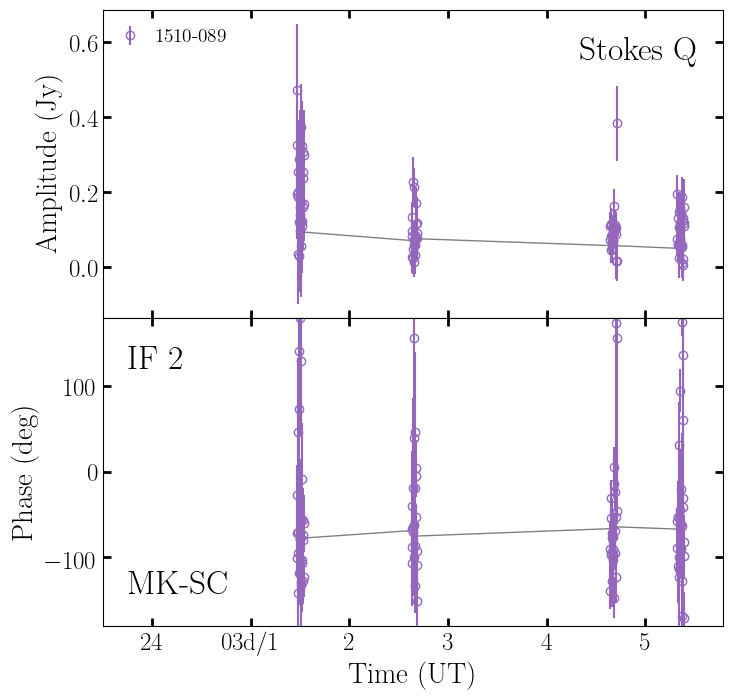 1510-089
Stokes Q
0.6
0.4
0.2
0.0
Amplitude (Jy)
IF 2
100
0
−100
Phase (deg)
MK-SC
24
03d/1
2
3
4
5
Time (UT)